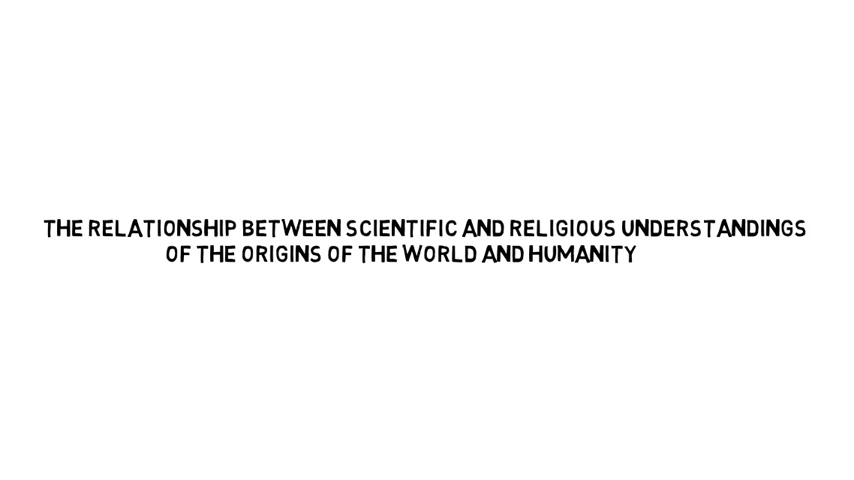 THE RELATIONSHIP BETWEEN SCIENTIFIC AND RELIGIOUS UNDERSTANDINGS
OF THE ORIGINS OF THE WORLD AND HUMANITY